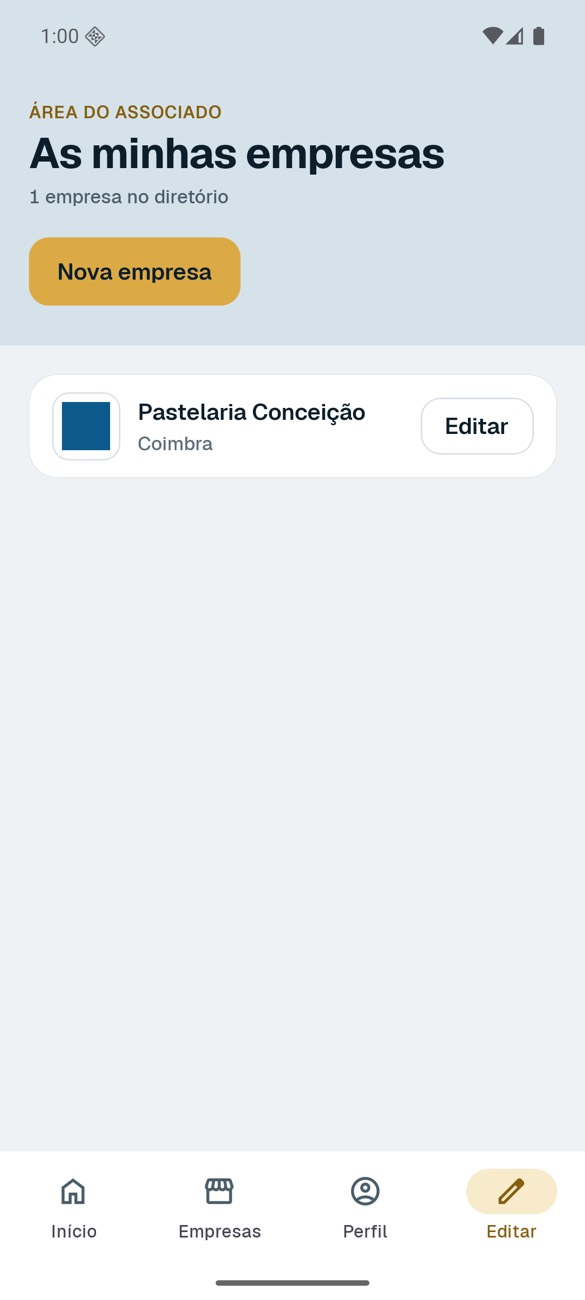 1:00
ÁREA DO ASSOCIADO
As minhas empresas
1 empresa no diretório
Nova empresa
Pastelaria Conceição
Coimbra
Editar
Início
Empresas
Perfil
Editar